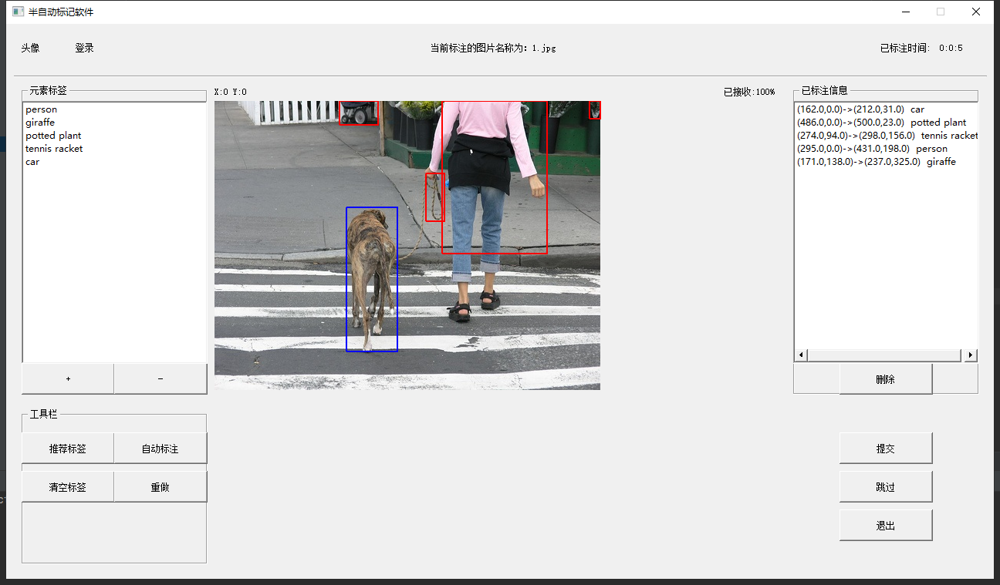 半自动标记软件
头像 登录 当前标注的图片名称为: 1.jpg 已标注时间: 0:0:5
元素标签
person
giraffe
potted plant
tennis racket
car
+ -
X:0 Y:0 已接收:100%
已标注信息
(162.0,0.0)->(212.0,31.0) car
(486.0,0.0)->(500.0,23.0) potted plant
(274.0,94.0)->(298.0,156.0) tennis racket
(295.0,0.0)->(431.0,198.0) person
(171.0,138.0)->(237.0,325.0) giraffe
删除
工具栏
推荐标签 自动标注
清空标签 重做
提交
跳过
退出